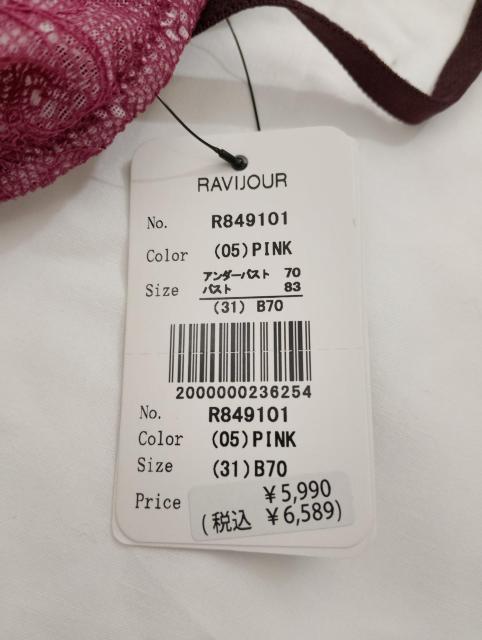 RAVIJOUR
No. R849101
Color (05)PINK
アンダーバスト 70
Size バスト 83
(31) B70
2000000236254
No. R849101
Color (05)PINK
Size (31)B70
Price ￥5,990
(税込 ￥6,589)